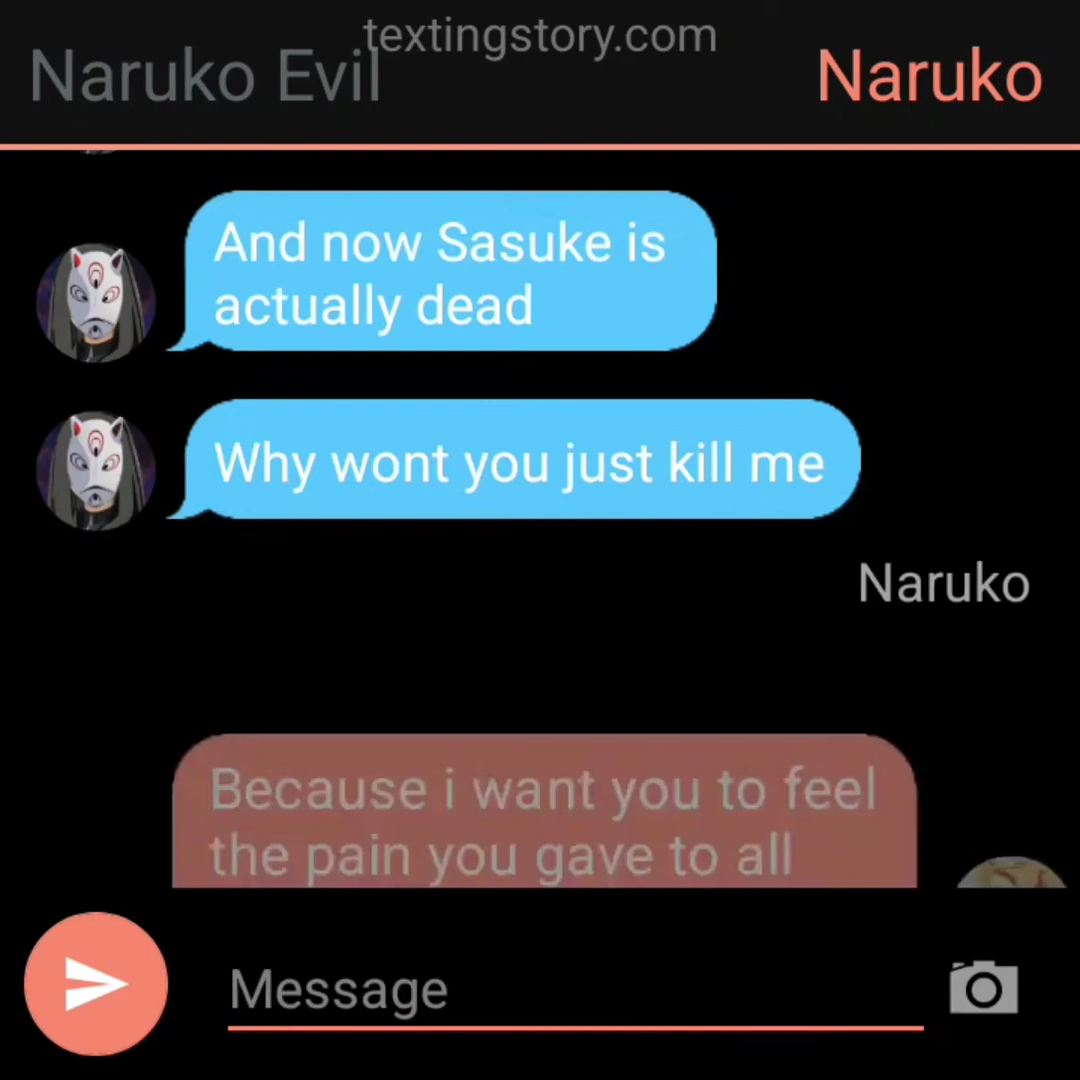 textingstory.com
Naruko Evil
Naruko
And now Sasuke is
actually dead
Why wont you just kill me
Naruko
Because i want you to feel
the pain you gave to all
Message